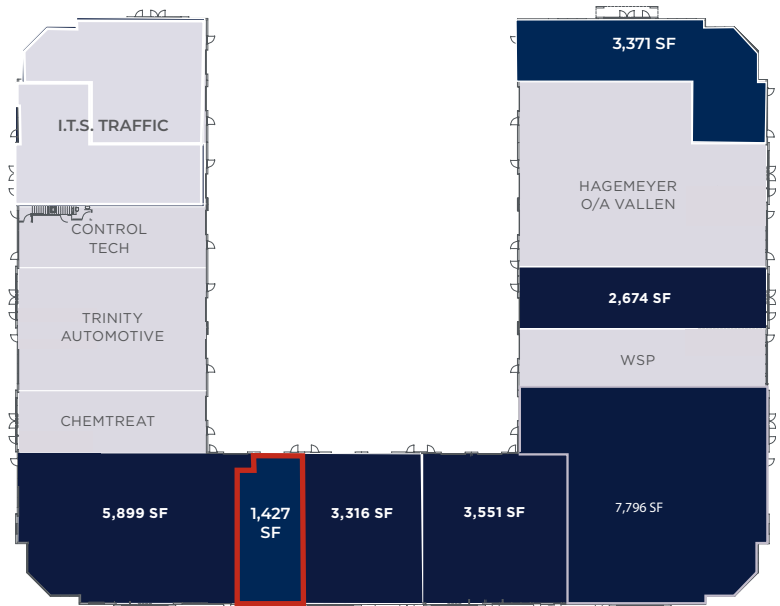 3,371 SF
I.T.S. TRAFFIC
HAGEMEYER
O/A VALLEN
CONTROL
TECH
2,674 SF
TRINITY
AUTOMOTIVE
WSP
CHEMTREAT
5,899 SF
1,427
SF
3,316 SF
3,551 SF
7,796 SF